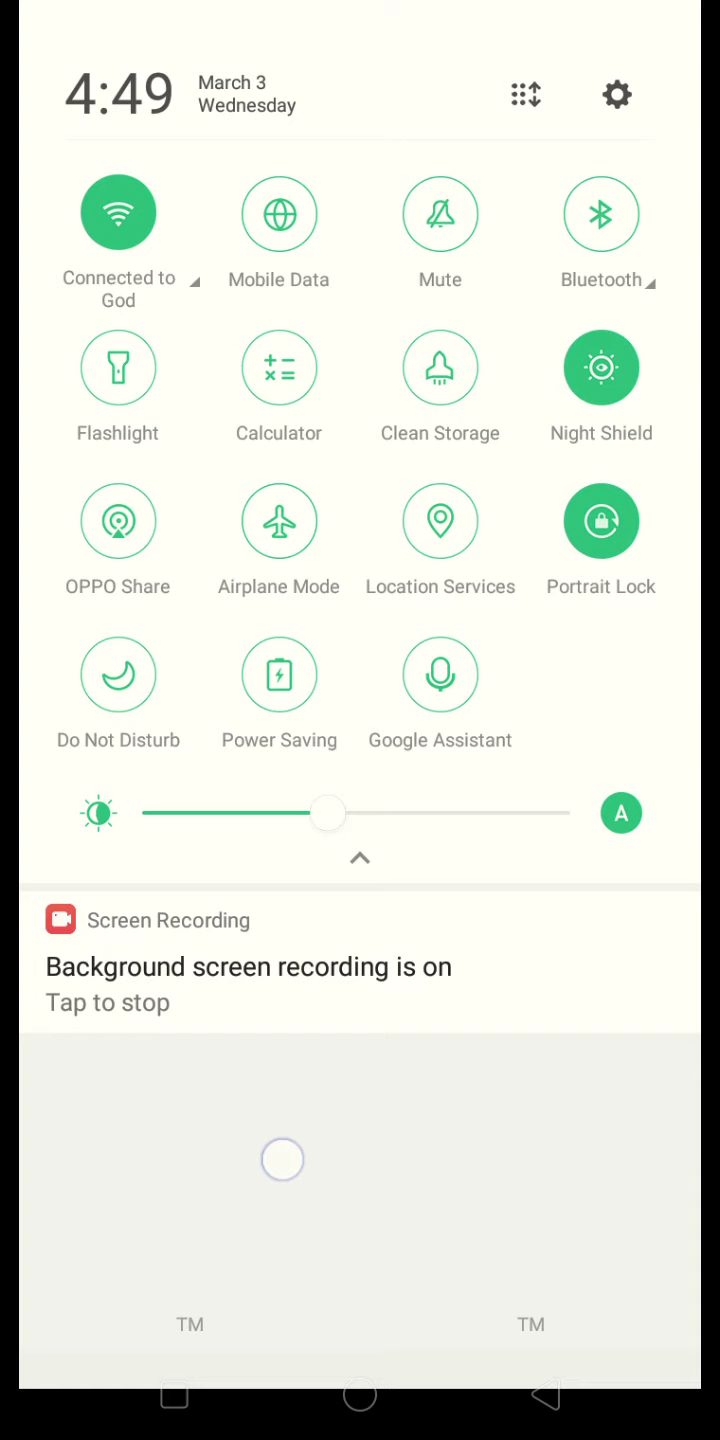 4:49
March 3
Wednesday
Connected to
God
Mobile Data
Mute
Bluetooth
Flashlight
Calculator
Clean Storage
Night Shield
OPPO Share
Airplane Mode
Location Services
Portrait Lock
Do Not Disturb
Power Saving
Google Assistant
A
Screen Recording
Background screen recording is on
Tap to stop
TM
TM